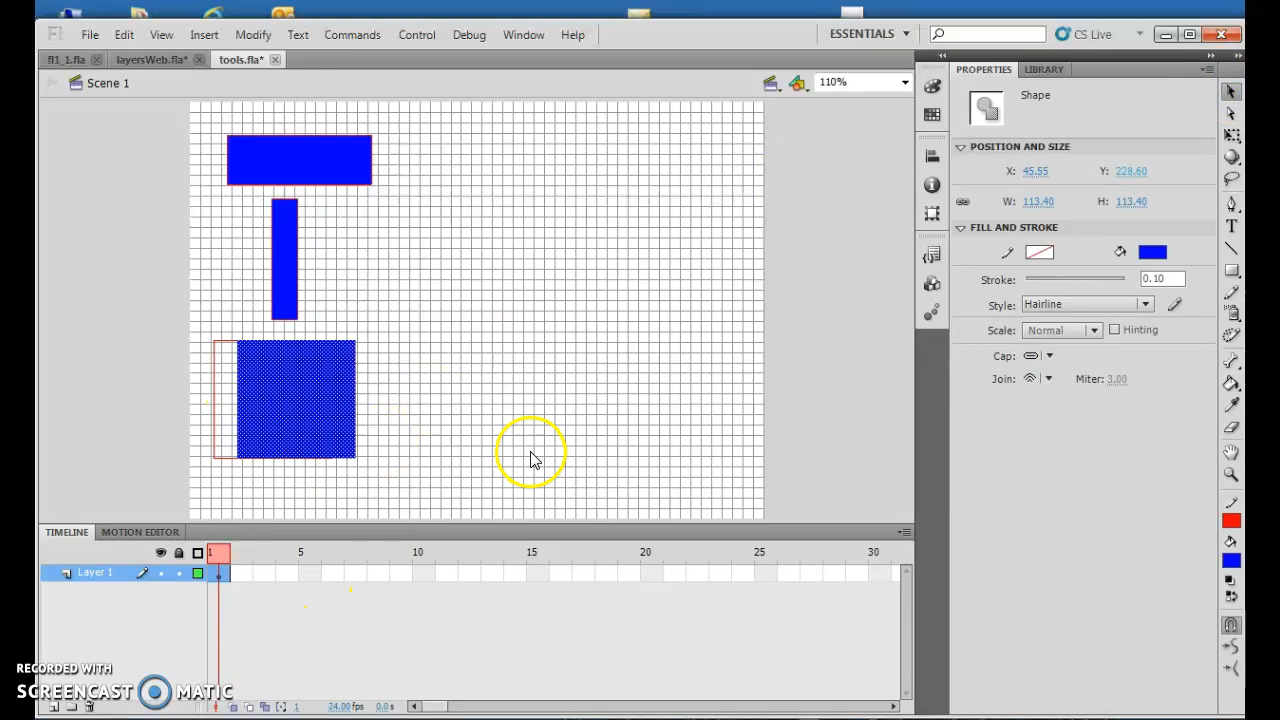 Fl File Edit View Insert Modify Text Commands Control Debug Window Help ESSENTIALS CS Live
fl1_1.fla layersWeb.fla* tools.fla*
Scene 1 110%
PROPERTIES LIBRARY
Shape
POSITION AND SIZE
X: 45.55 Y: 228.60
W: 113.40 H: 113.40
FILL AND STROKE
Stroke: 0.10
Style: Hairline
Scale: Normal Hinting
Cap:
Join: Miter: 3.00
T
TIMELINE MOTION EDITOR
1 5 10 15 20 25 30
Layer 1
RECORDED WITH
SCREENCAST MATIC
1 24.00 fps 0.0 s